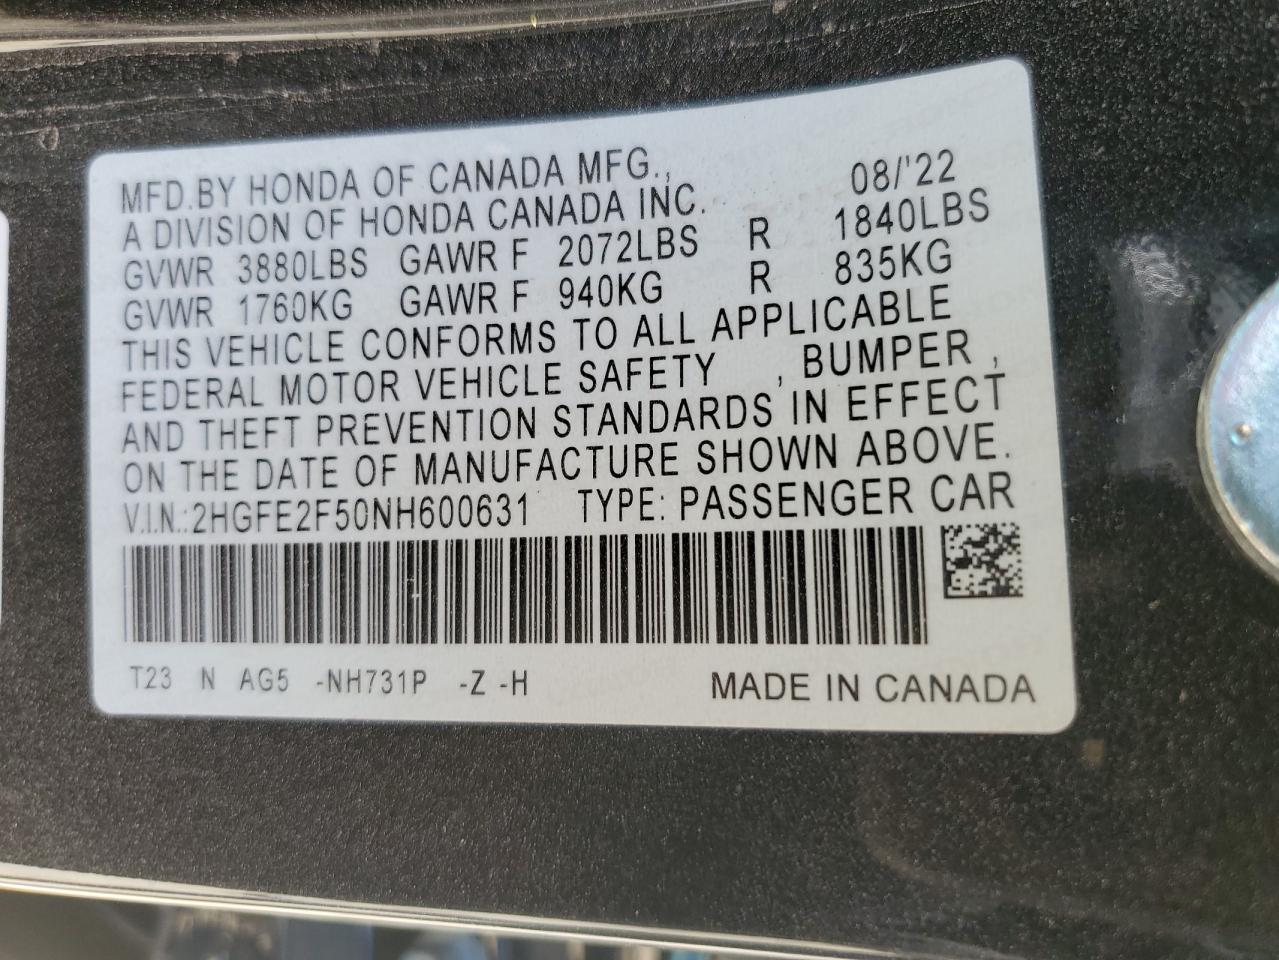 MFD.BY HONDA OF CANADA MFG., 08/'22
A DIVISION OF HONDA CANADA INC.
GVWR 3880LBS GAWR F 2072LBS R 1840LBS
GVWR 1760KG GAWR F 940KG R 835KG
THIS VEHICLE CONFORMS TO ALL APPLICABLE
FEDERAL MOTOR VEHICLE SAFETY , BUMPER ,
AND THEFT PREVENTION STANDARDS IN EFFECT
ON THE DATE OF MANUFACTURE SHOWN ABOVE.
V.I.N.:2HGFE2F50NH600631 TYPE: PASSENGER CAR
T23 N AG5 -NH731P -Z -H MADE IN CANADA